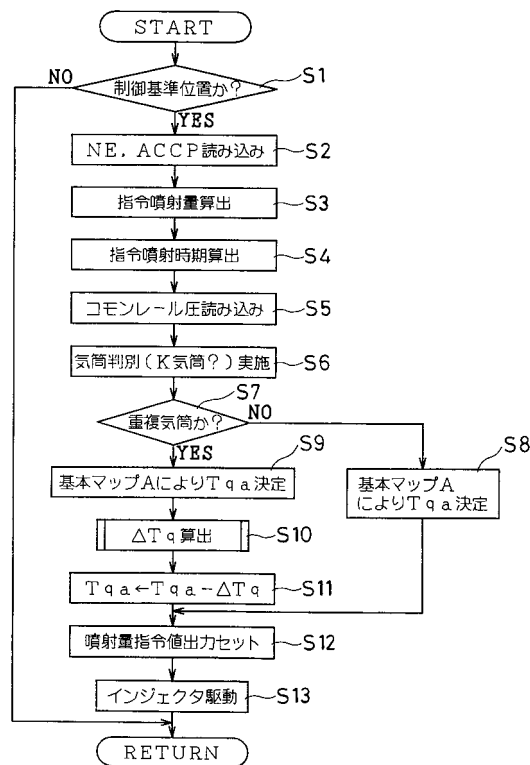 START
NO
制御基準位置か？
S1
YES
ＮＥ，ＡＣＣＰ読み込み
S2
指令噴射量算出
S3
指令噴射時期算出
S4
コモンレール圧読み込み
S5
気筒判別（Ｋ気筒？）実施
S6
S7
重複気筒か？
NO
YES
S9
S8
基本マップＡによりＴｑａ決定
基本マップＡ
によりＴｑａ決定
△Ｔｑ算出
S10
Ｔｑａ←Ｔｑａ－△Ｔｑ
S11
噴射量指令値出力セット
S12
インジェクタ駆動
S13
RETURN